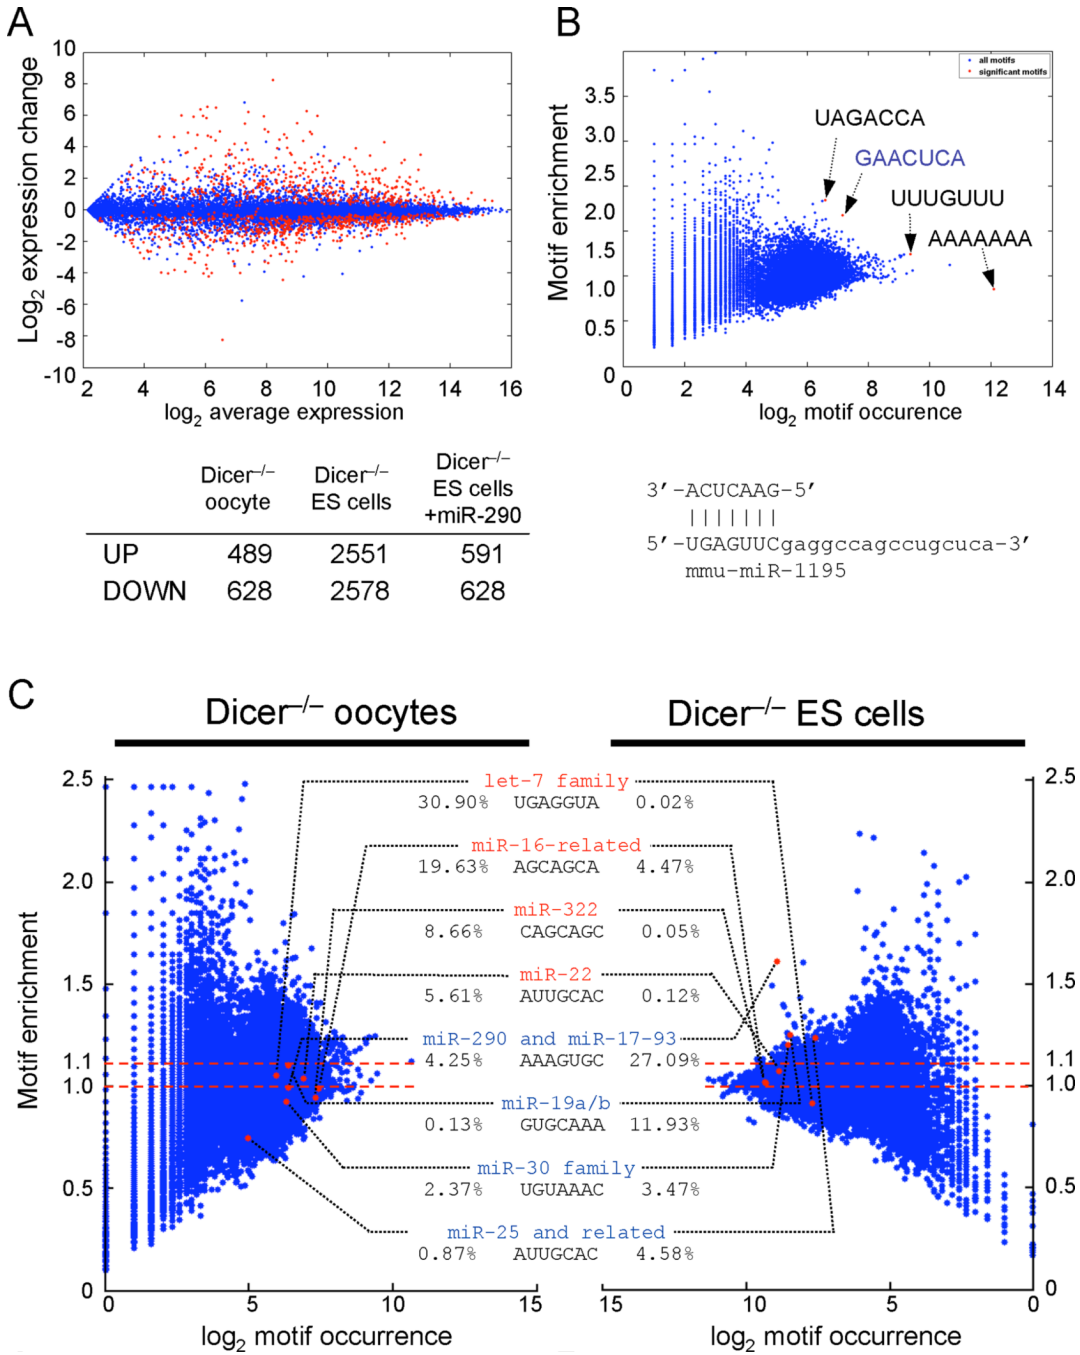 A
10
8
6
4
2
0
-2
-4
-6
-8
-10
Log2 expression change
2 4 6 8 10 12 14 16
log2 average expression
B
all motifs
significant motifs
3.5
3.0
2.5
2.0
1.5
1.0
0.5
0
Motif enrichment
UAGACCA
GAACUCA
UUUGUUU
AAAAAAA
0 2 4 6 8 10 12 14
log2 motif occurence
Dicer–/– oocyte
Dicer–/– ES cells
Dicer–/– ES cells +miR-290
UP 489 2551 591
DOWN 628 2578 628
3′-ACUCAAG-5′
|||||||
5′-UGAGUUCgaggccagccugcuca-3′
mmu-miR-1195
C
Dicer–/– oocytes
Dicer–/– ES cells
2.5
2.0
1.5
1.1
1.0
0.5
0
Motif enrichment
let-7 family
30.90% UGAGGUA 0.02%
miR-16-related
19.63% AGCAGCA 4.47%
miR-322
8.66% CAGCAGC 0.05%
miR-22
5.61% AUUGCAC 0.12%
miR-290 and miR-17-93
4.25% AAAGUGC 27.09%
miR-19a/b
0.13% GUGCAAA 11.93%
miR-30 family
2.37% UGUAAAC 3.47%
miR-25 and related
0.87% AUUGCAC 4.58%
2.5
2.0
1.5
1.1
1.0
0.5
0
0 5 10 15
log2 motif occurrence
15 10 5 0
log2 motif occurrence